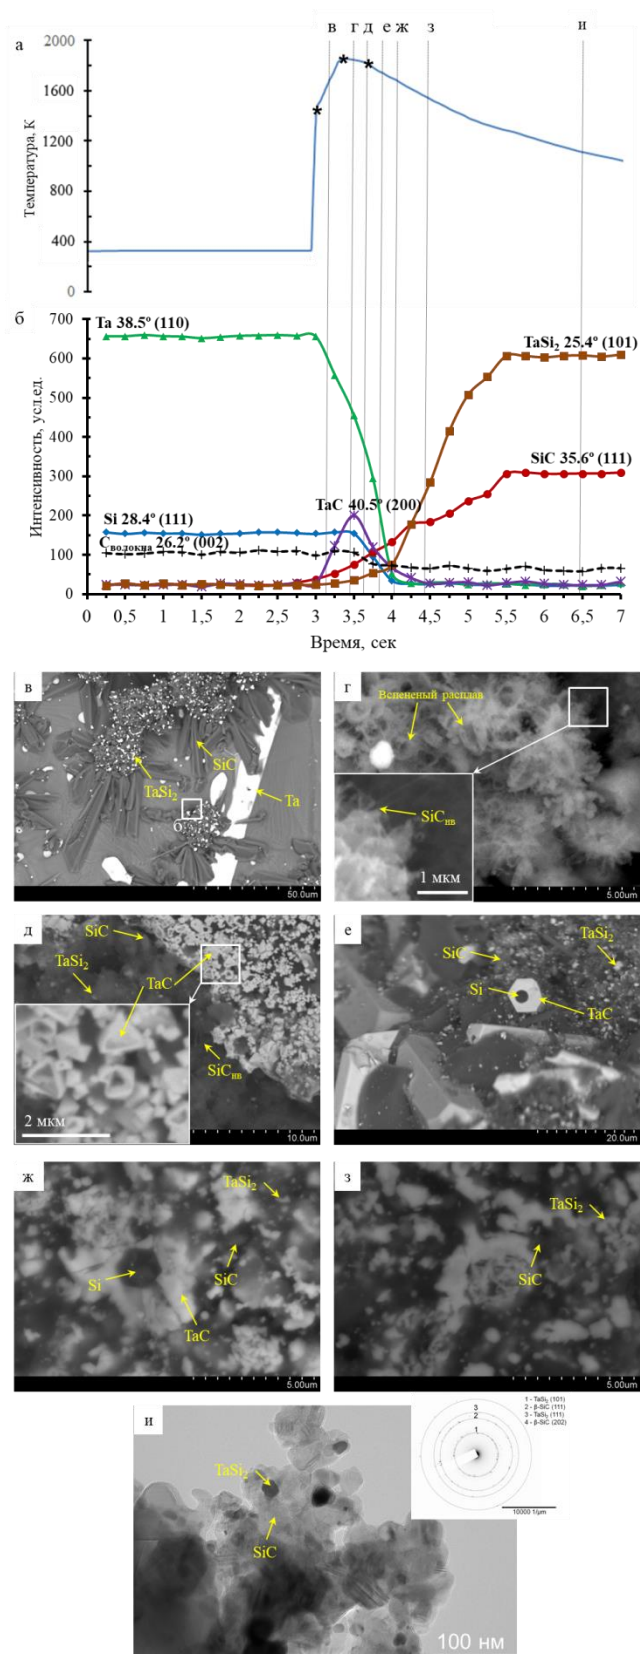 в г д е ж з и
а
2000
1600
1200
800
400
0
Температура, К
б
700
600
500
400
300
200
100
0
Интенсивность, усл.ед.
Ta 38.5º (110)
TaSi2 25.4º (101)
SiC 35.6º (111)
TaC 40.5º (200)
Si 28.4º (111)
C волокна 26.2º (002)
0 0,5 1 1,5 2 2,5 3 3,5 4 4,5 5 5,5 6 6,5 7
Время, сек
в
SiC
TaSi2
Ta
б
50.0um
г
Вспененый расплав
SiCнв
1 мкм
5.00um
д
SiC
TaSi2
TaC
SiCнв
2 мкм
10.0um
е
SiC
TaSi2
Si
TaC
20.0um
ж
TaSi2
SiC
Si
TaC
5.00um
з
TaSi2
SiC
5.00um
и
TaSi2
SiC
100 нм
3
2
1
1 - TaSi2 (101)
2 - β-SiC (111)
3 - TaSi2 (111)
4 - β-SiC (202)
10000 1/µm